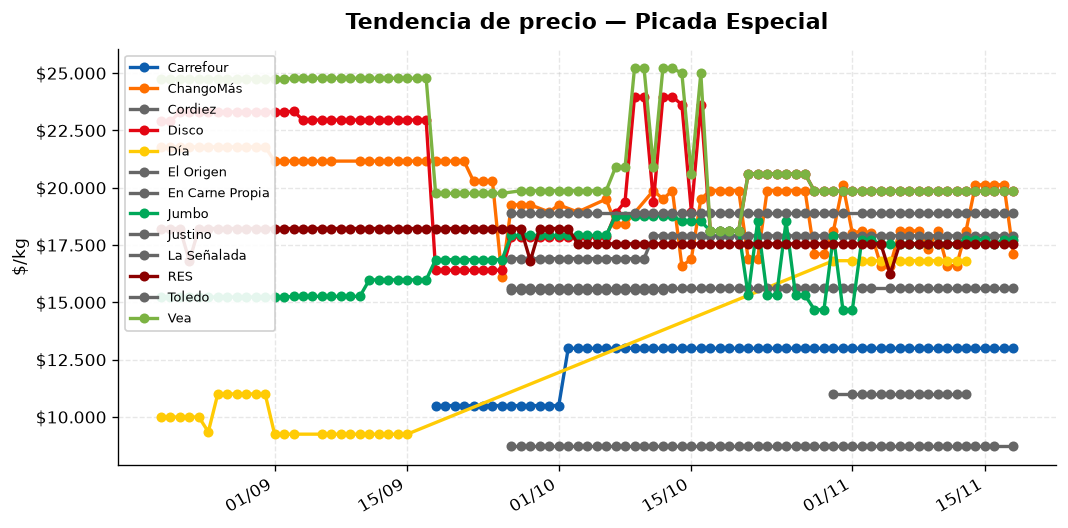 Tendencia de precio — Picada Especial
$/kg
$25.000
$22.500
$20.000
$17.500
$15.000
$12.500
$10.000
Carrefour
ChangoMás
Cordiez
Disco
Día
El Origen
En Carne Propia
Jumbo
Justino
La Señalada
RES
Toledo
Vea
01/09
15/09
01/10
15/10
01/11
15/11